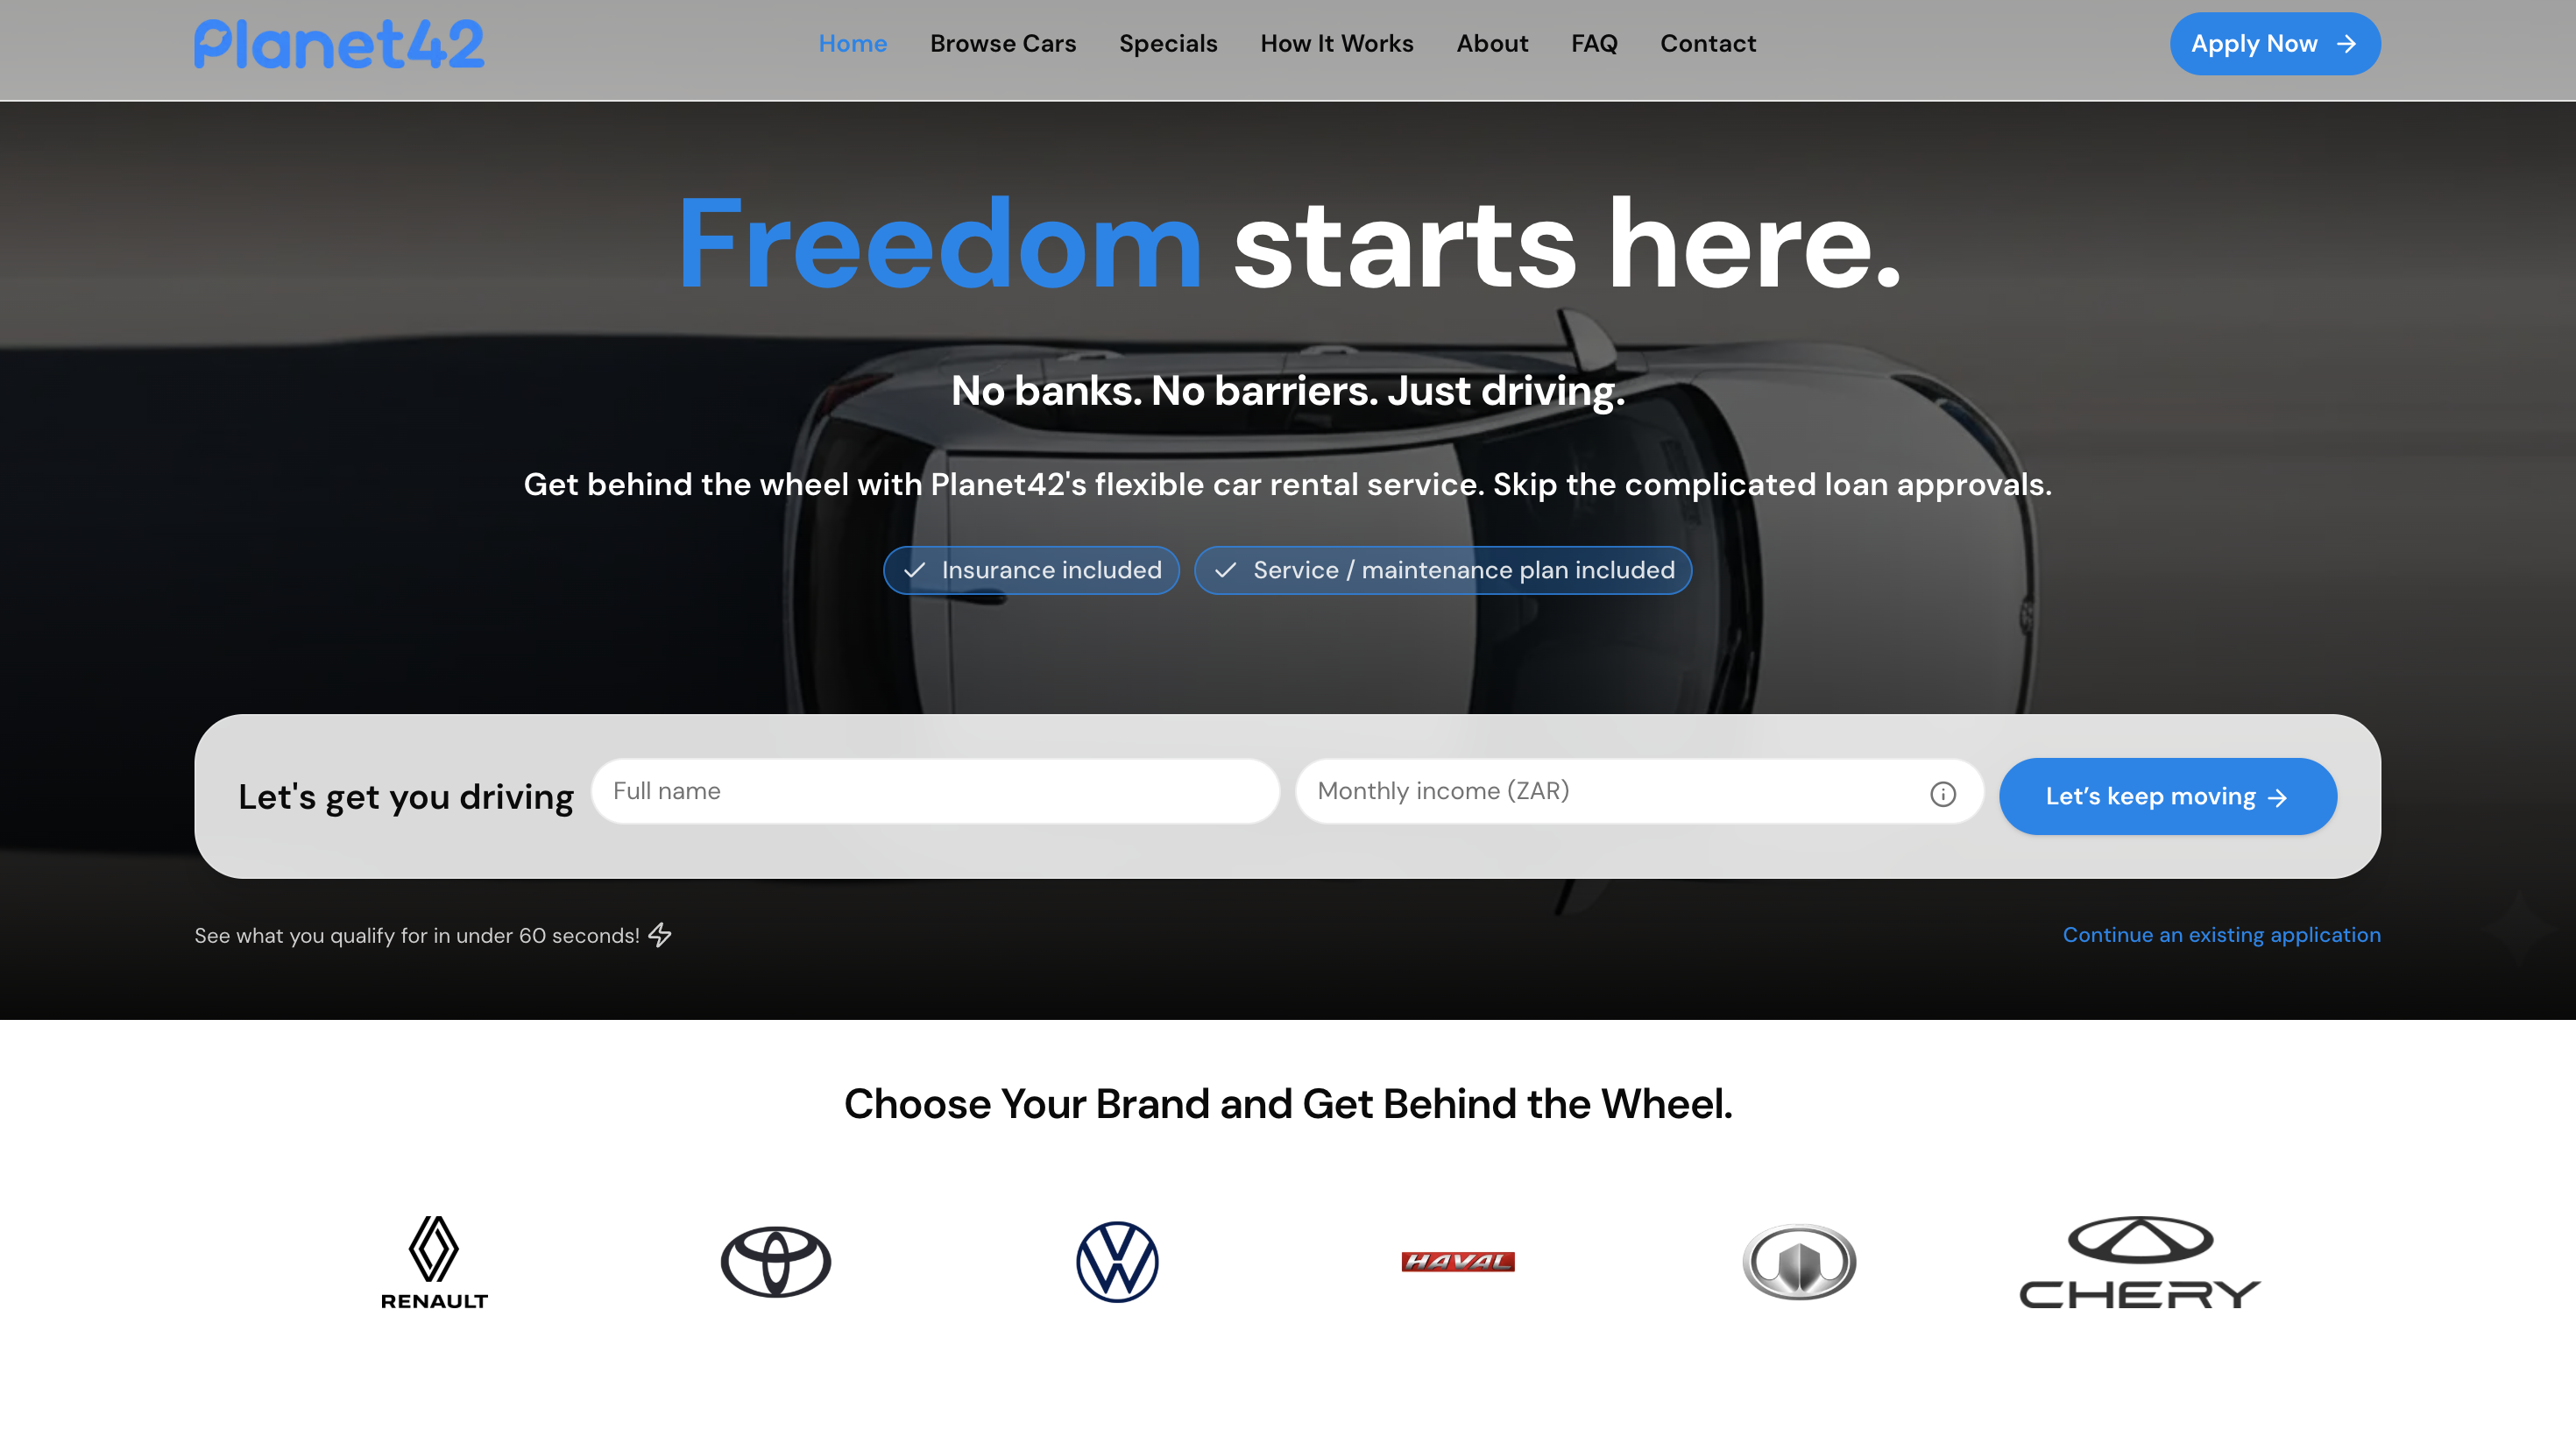 Planet42
Home Browse Cars Specials How It Works About FAQ Contact
Apply Now
Freedom starts here.
No banks. No barriers. Just driving.
Get behind the wheel with Planet42's flexible car rental service. Skip the complicated loan approvals.
Insurance included
Service / maintenance plan included
Let's get you driving
Full name
Monthly income (ZAR)
Let’s keep moving
See what you qualify for in under 60 seconds!
Continue an existing application
Choose Your Brand and Get Behind the Wheel.
RENAULT
HAVAL
CHERY